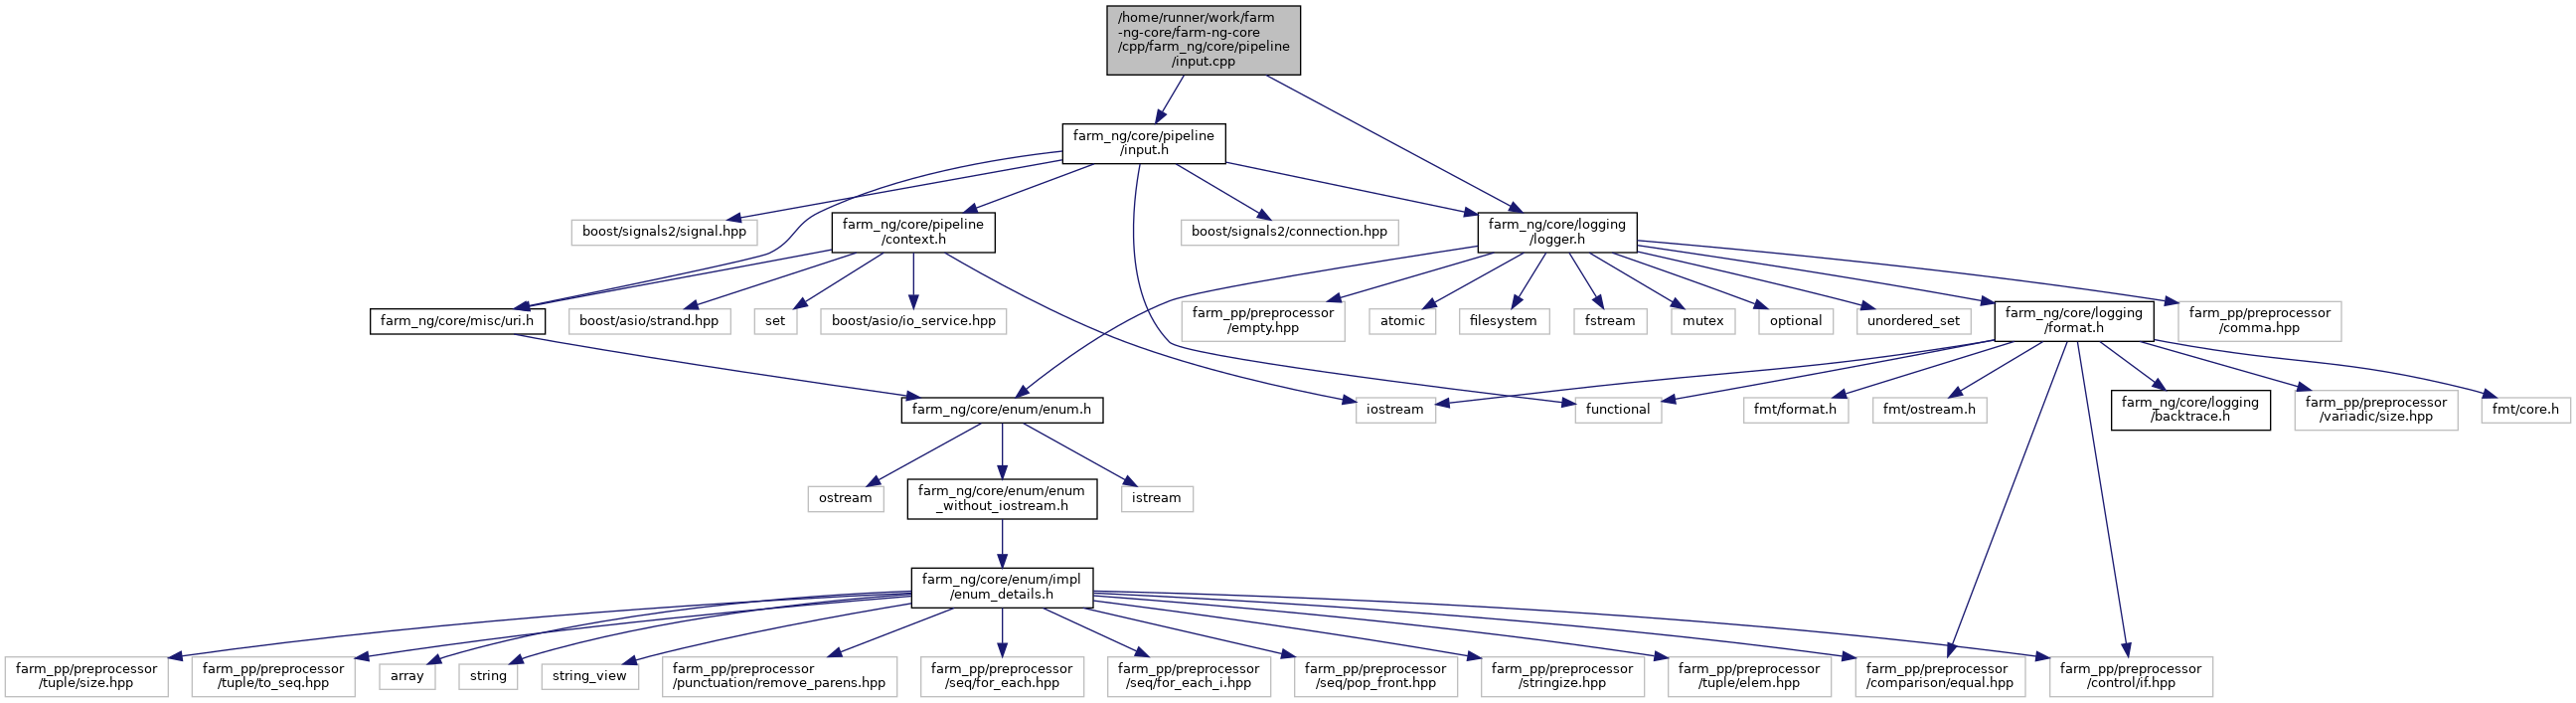 /home/runner/work/farm
-ng-core/farm-ng-core
/cpp/farm_ng/core/pipeline
/input.cpp
farm_ng/core/pipeline
/input.h
boost/signals2/signal.hpp
farm_ng/core/pipeline
/context.h
boost/signals2/connection.hpp
farm_ng/core/logging
/logger.h
farm_ng/core/misc/uri.h
boost/asio/strand.hpp
set
boost/asio/io_service.hpp
farm_pp/preprocessor
/empty.hpp
atomic
filesystem
fstream
mutex
optional
unordered_set
farm_ng/core/logging
/format.h
farm_pp/preprocessor
/comma.hpp
farm_ng/core/enum/enum.h
iostream
functional
fmt/format.h
fmt/ostream.h
farm_ng/core/logging
/backtrace.h
farm_pp/preprocessor
/variadic/size.hpp
fmt/core.h
ostream
farm_ng/core/enum/enum
_without_iostream.h
istream
farm_ng/core/enum/impl
/enum_details.h
farm_pp/preprocessor
/tuple/size.hpp
farm_pp/preprocessor
/tuple/to_seq.hpp
array
string
string_view
farm_pp/preprocessor
/punctuation/remove_parens.hpp
farm_pp/preprocessor
/seq/for_each.hpp
farm_pp/preprocessor
/seq/for_each_i.hpp
farm_pp/preprocessor
/seq/pop_front.hpp
farm_pp/preprocessor
/stringize.hpp
farm_pp/preprocessor
/tuple/elem.hpp
farm_pp/preprocessor
/comparison/equal.hpp
farm_pp/preprocessor
/control/if.hpp